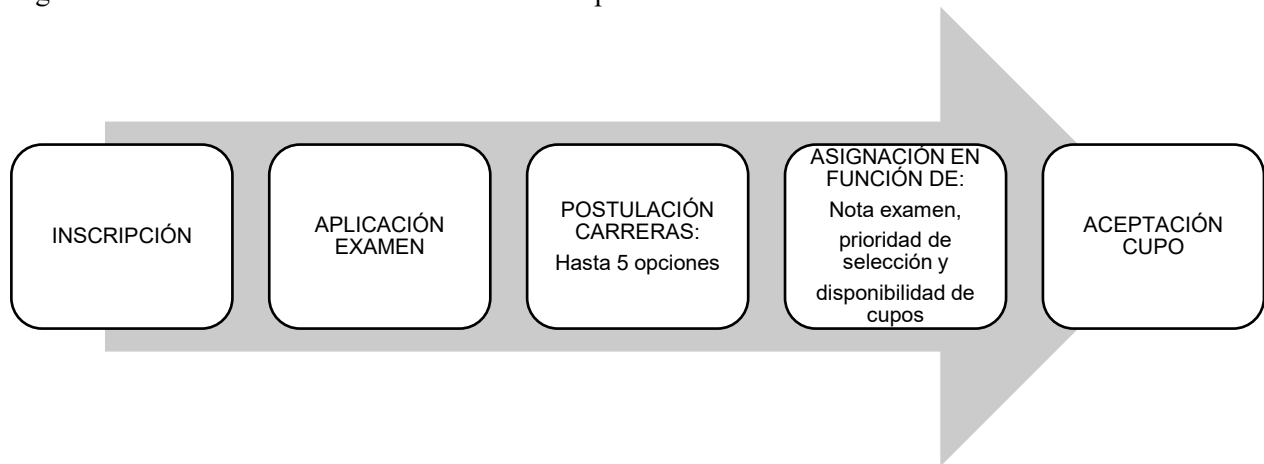 INSCRIPCIÓN
APLICACIÓN
EXAMEN
POSTULACIÓN
CARRERAS:
Hasta 5 opciones
ASIGNACIÓN EN
FUNCIÓN DE:
Nota examen,
prioridad de
selección y
disponibilidad de
cupos
ACEPTACIÓN
CUPO